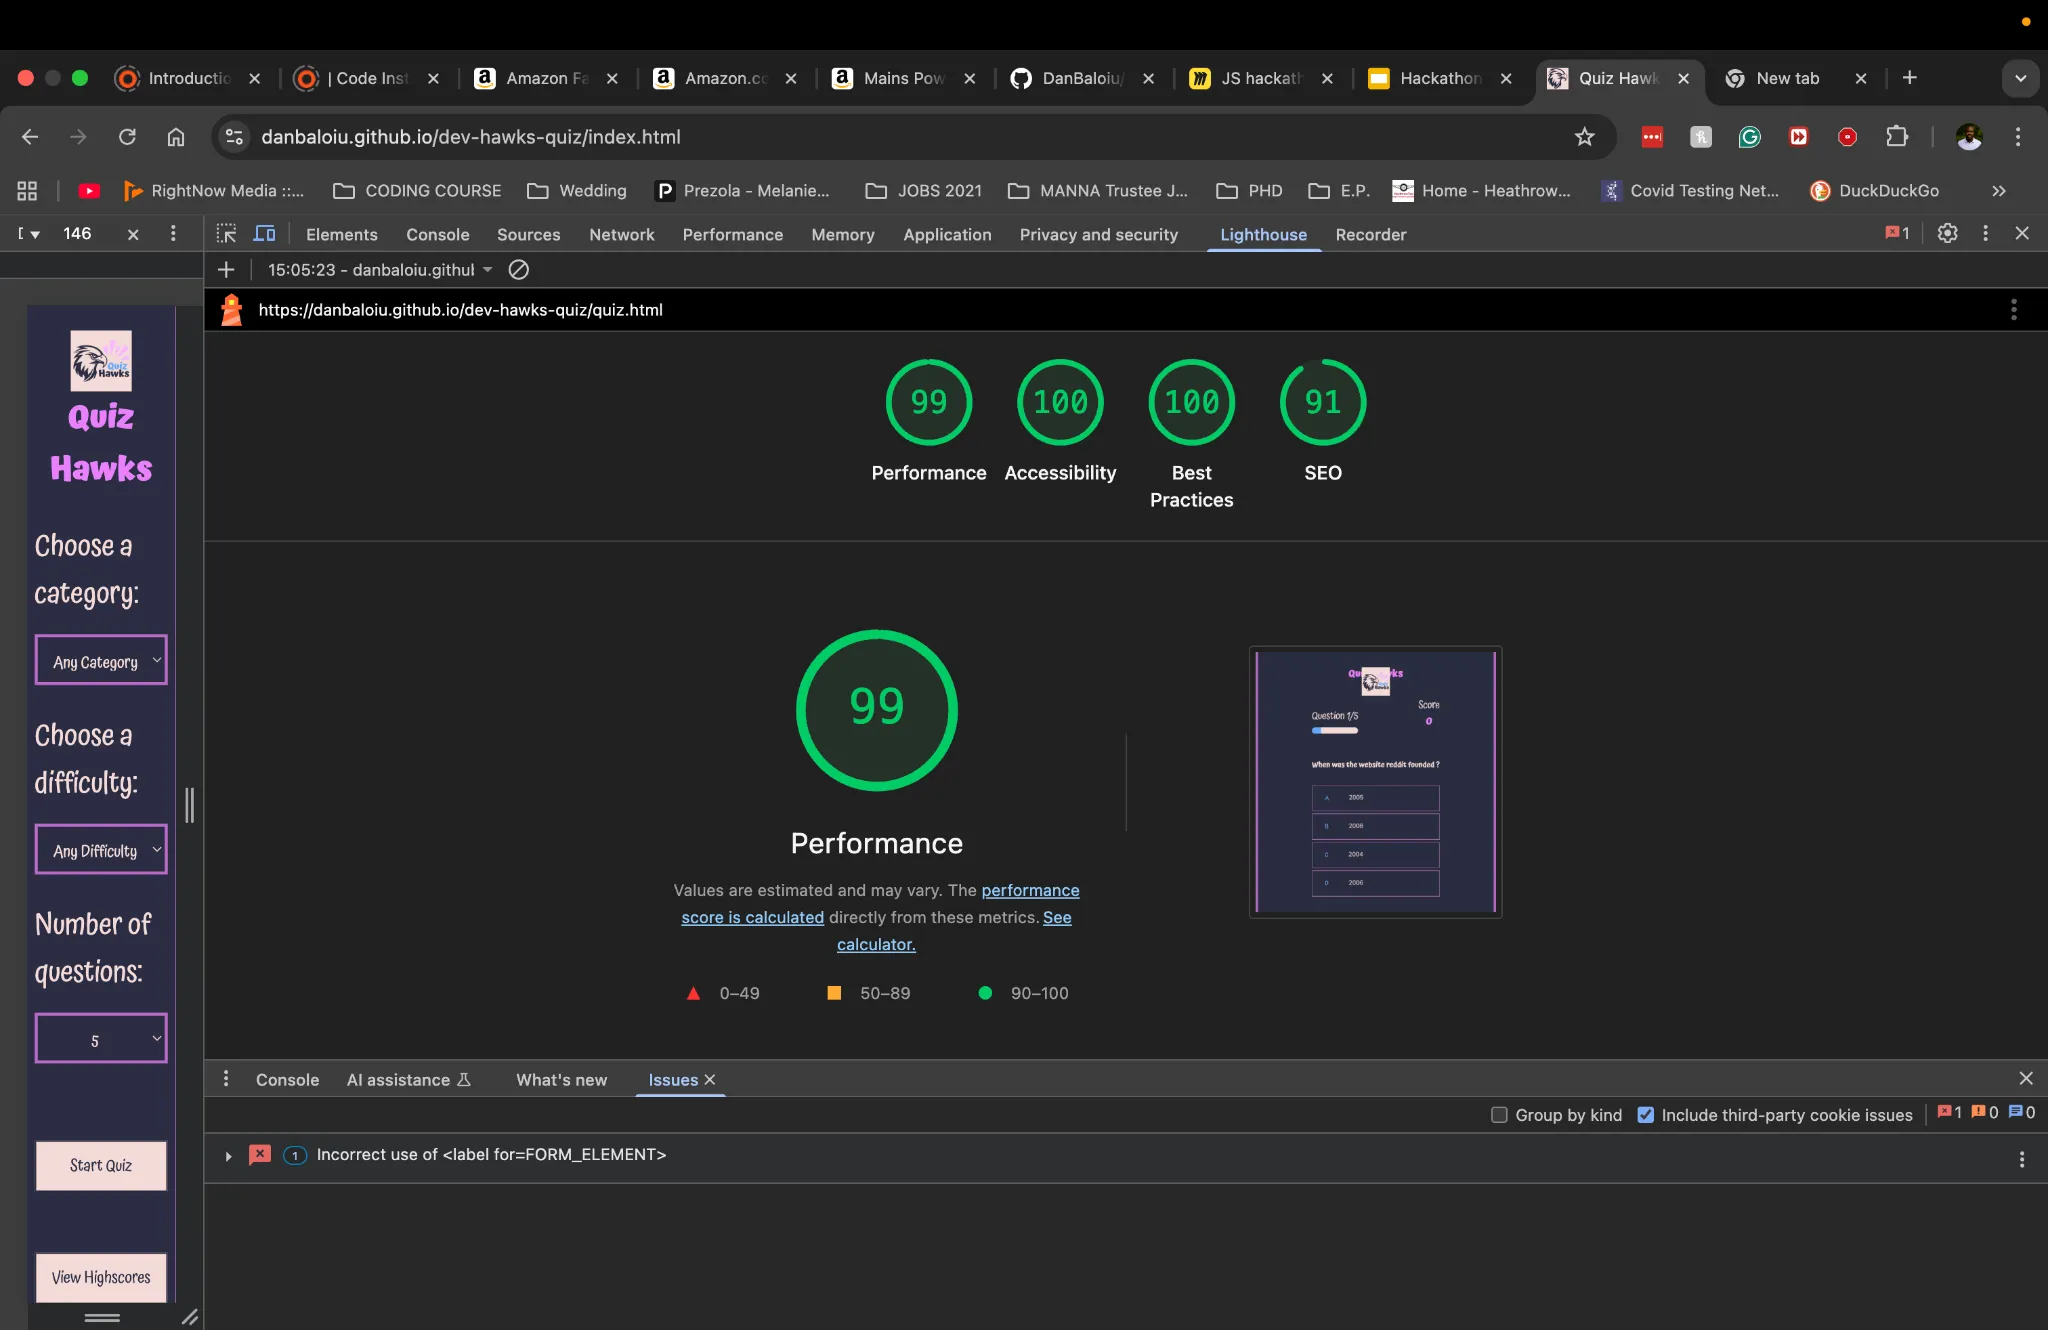 Introductio
| Code Inst
Amazon Fa
Amazon.co
Mains Pow
DanBaloiu/
JS hackath
Hackathon
Quiz Hawk
New tab
danbaloiu.github.io/dev-hawks-quiz/index.html
RightNow Media ::...
CODING COURSE
Wedding
Prezola - Melanie...
JOBS 2021
MANNA Trustee J...
PHD
E.P.
Home - Heathrow...
Covid Testing Net...
DuckDuckGo
146
Elements
Console
Sources
Network
Performance
Memory
Application
Privacy and security
Lighthouse
Recorder
1
15:05:23 - danbaloiu.githul
https://danbaloiu.github.io/dev-hawks-quiz/quiz.html
Quiz
Hawks
Quiz
Hawks
Choose a
category:
Any Category
Choose a
difficulty:
Any Difficulty
Number of
questions:
5
Start Quiz
View Highscores
99
100
100
91
Performance
Accessibility
Best
Practices
SEO
99
Performance
Values are estimated and may vary. The performance
score is calculated directly from these metrics. See
calculator.
0–49
50–89
90–100
Score
0
Question 1/5
When was the website reddit founded ?
A 2005
B 2008
C 2004
D 2006
Console
AI assistance
What's new
Issues
Group by kind
Include third-party cookie issues
1
0
0
1
Incorrect use of <label for=FORM_ELEMENT>